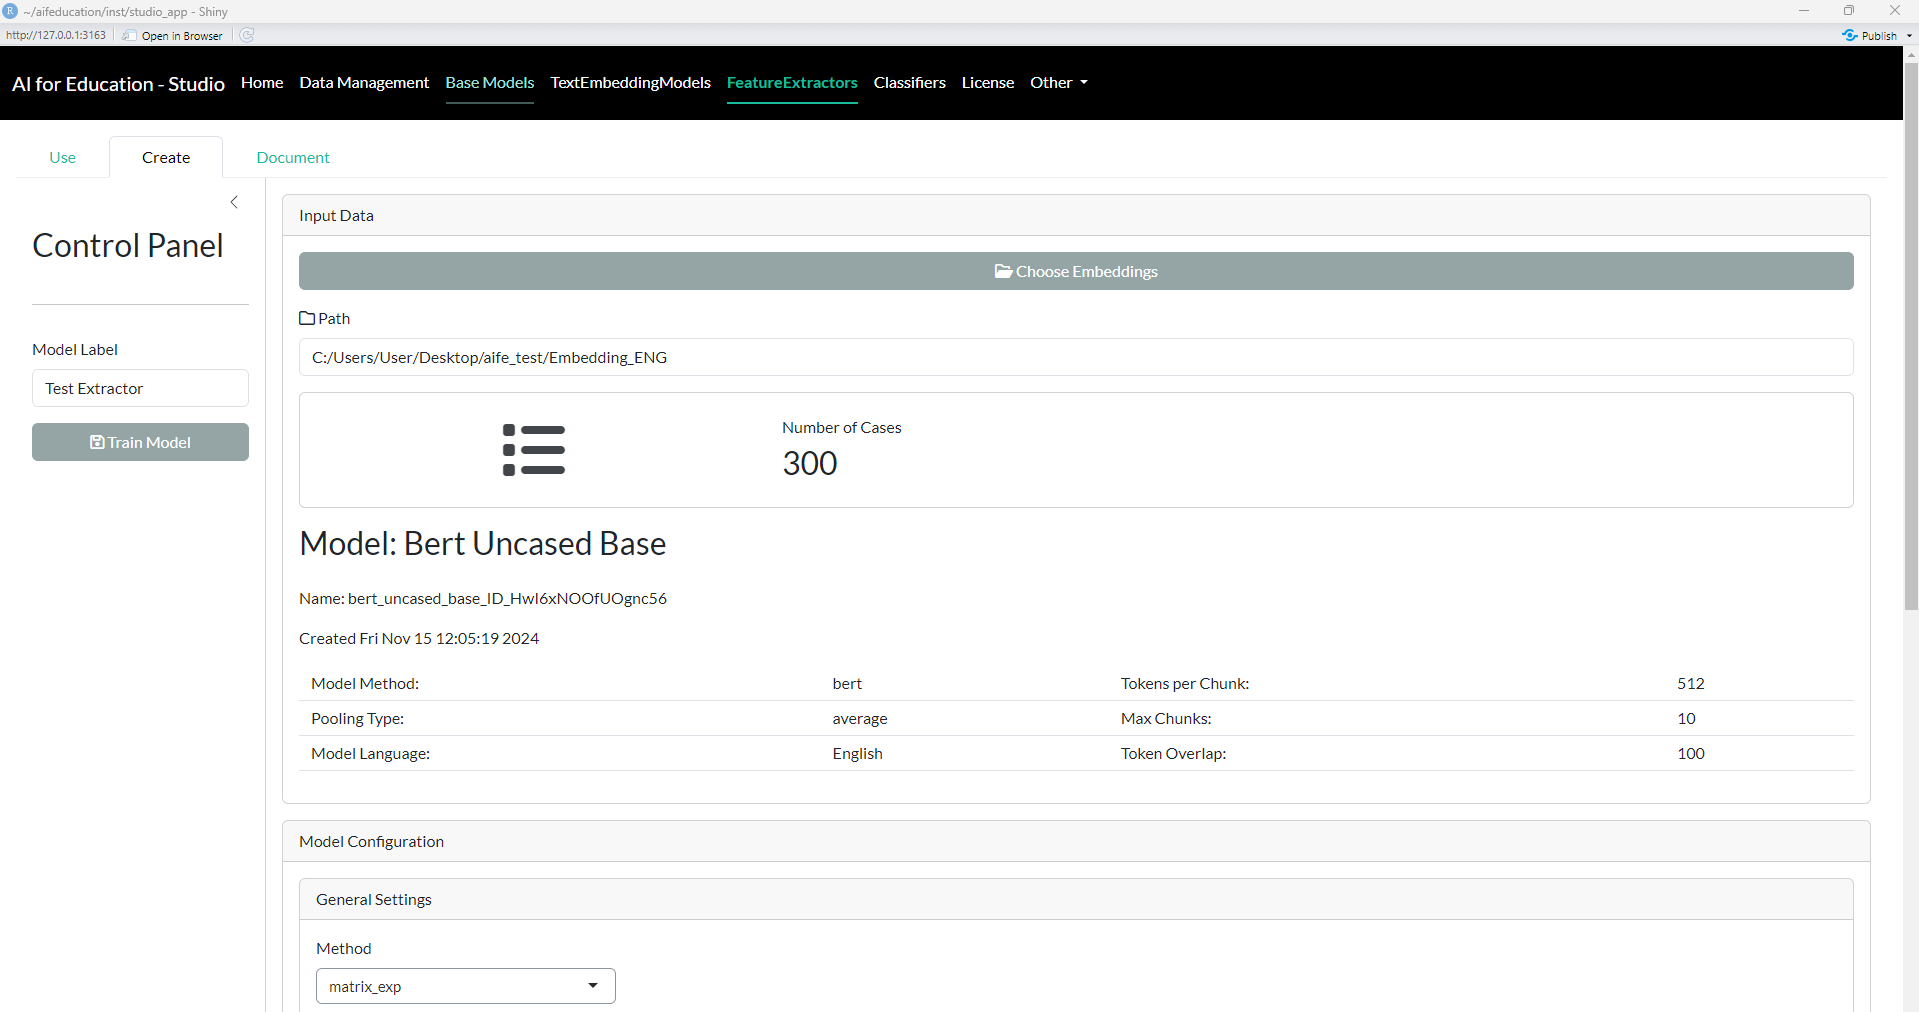 ~/aifeducation/inst/studio_app - Shiny
http://127.0.0.1:3163 Open in Browser Publish
AI for Education - Studio Home Data Management Base Models TextEmbeddingModels FeatureExtractors Classifiers License Other
Use Create Document
Control Panel
Model Label
Test Extractor
Train Model
Input Data
Choose Embeddings
Path
C:/Users/User/Desktop/aife_test/Embedding_ENG
Number of Cases
300
Model: Bert Uncased Base
Name: bert_uncased_base_ID_HwI6xNOOfUOgnc56
Created Fri Nov 15 12:05:19 2024
Model Method: bert Tokens per Chunk: 512
Pooling Type: average Max Chunks: 10
Model Language: English Token Overlap: 100
Model Configuration
General Settings
Method
matrix_exp